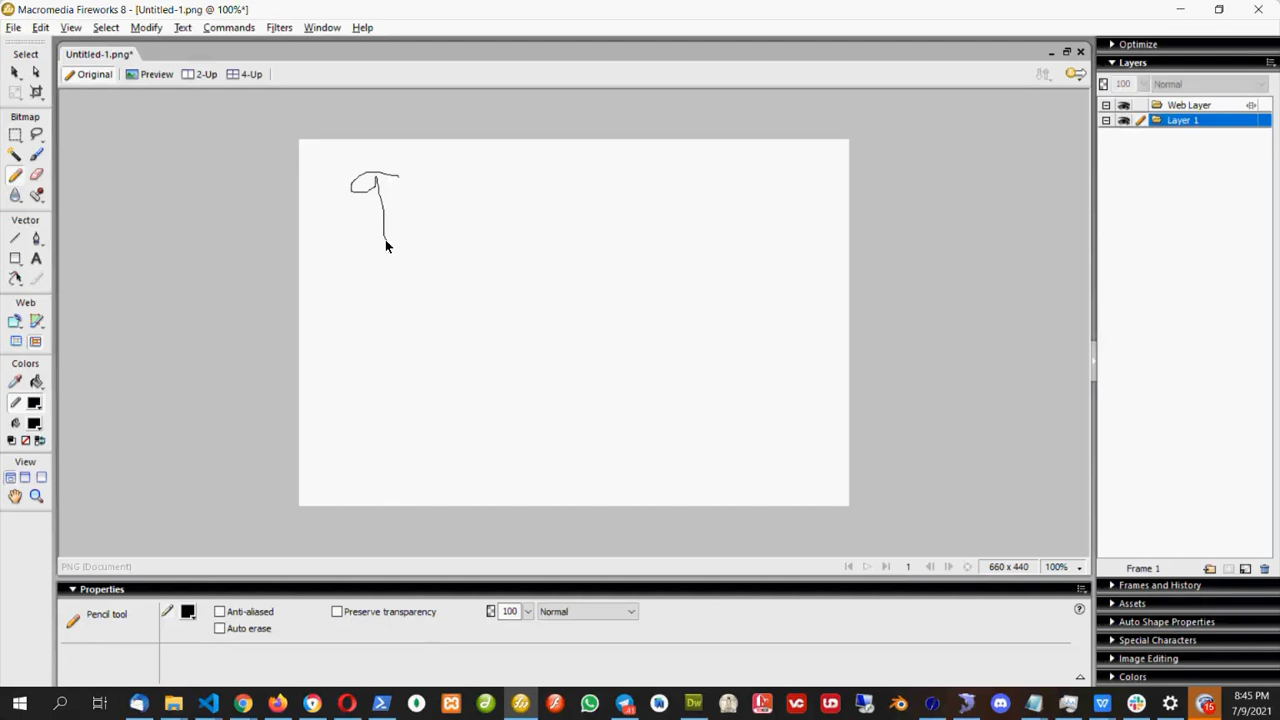 Macromedia Fireworks 8 - [Untitled-1.png @ 100%*]
File Edit View Select Modify Text Commands Filters Window Help
Select
Untitled-1.png*
Original Preview 2-Up 4-Up
Bitmap
Vector
Web
Colors
View
Optimize
Layers
100 Normal
Web Layer
Layer 1
PNG (Document)
1 660 x 440 100%
Frame 1
Properties
Pencil tool
Anti-aliased Preserve transparency 100 Normal
Auto erase
Frames and History
Assets
Auto Shape Properties
Special Characters
Image Editing
Colors
8:45 PM
7/9/2021
15